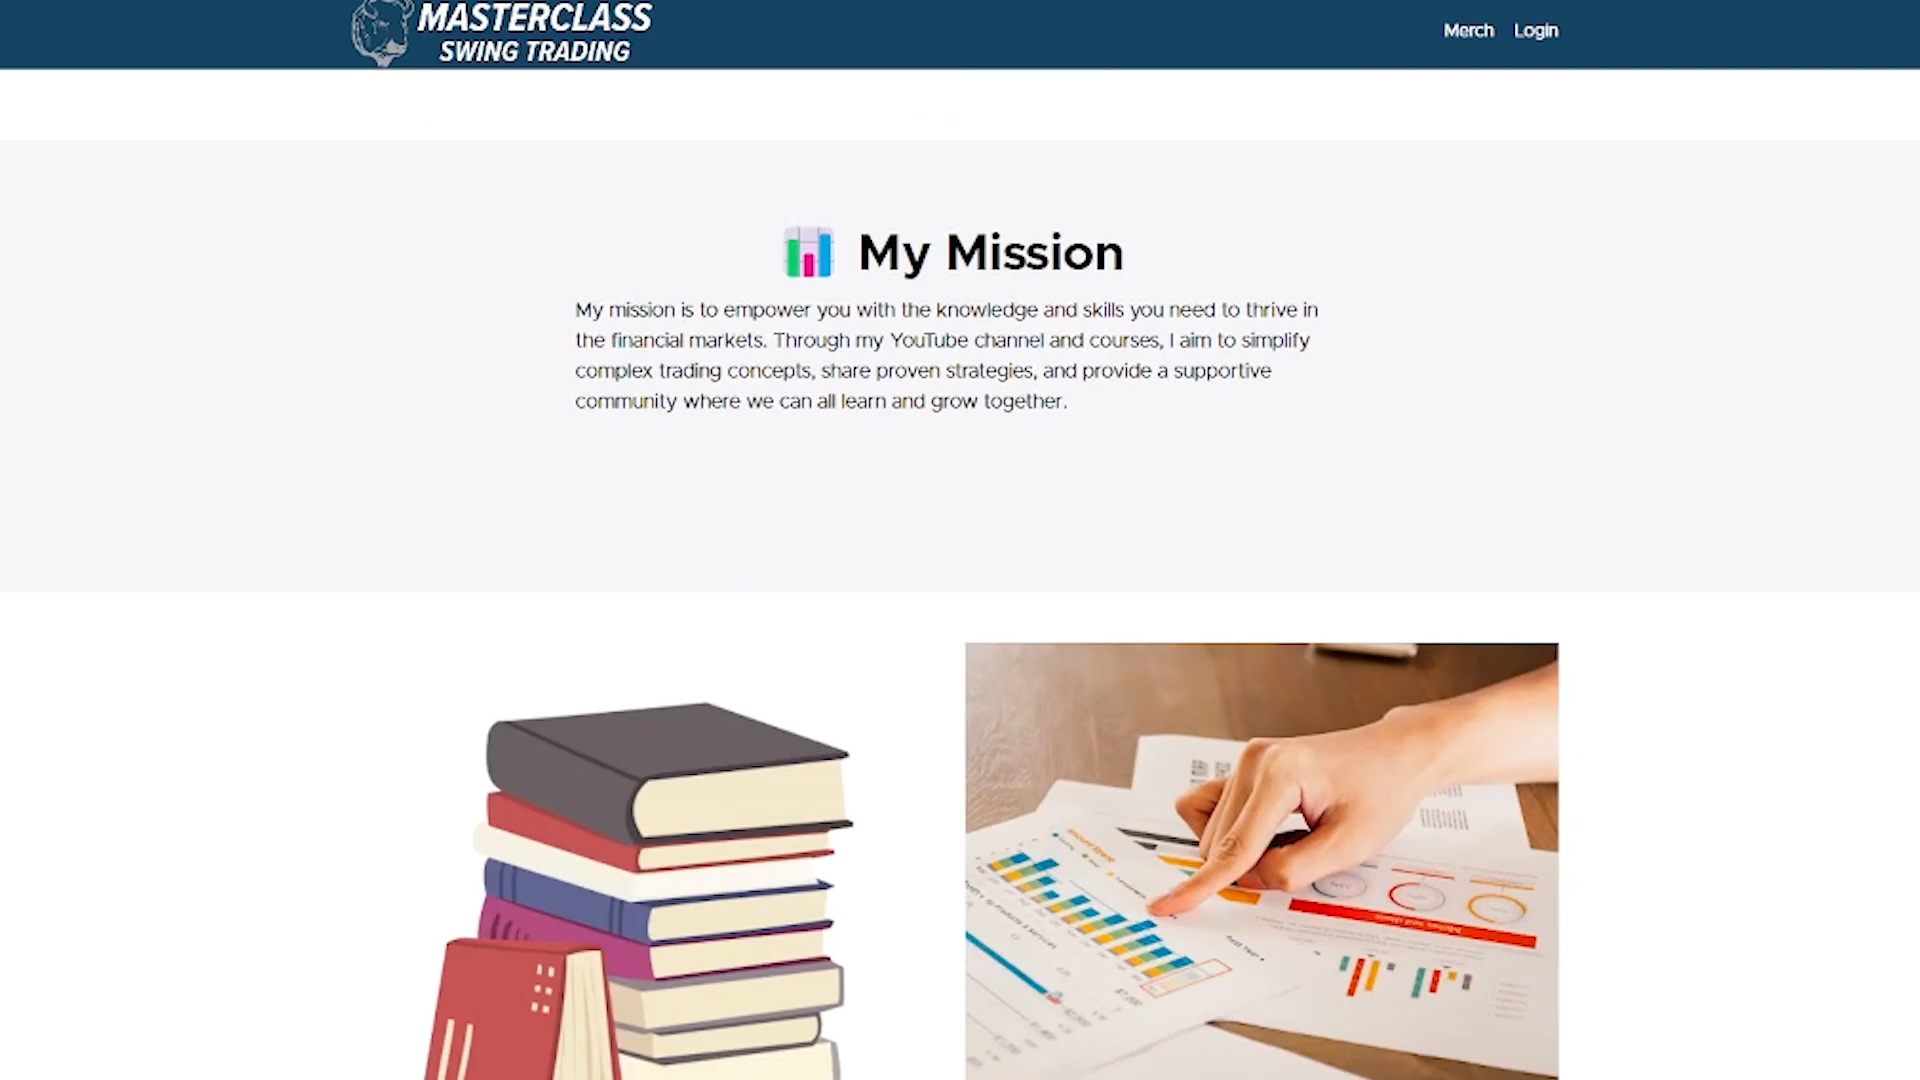 MASTERCLASS
SWING TRADING
Merch Login
My Mission
My mission is to empower you with the knowledge and skills you need to thrive in
the financial markets. Through my YouTube channel and courses, I aim to simplify
complex trading concepts, share proven strategies, and provide a supportive
community where we can all learn and grow together.